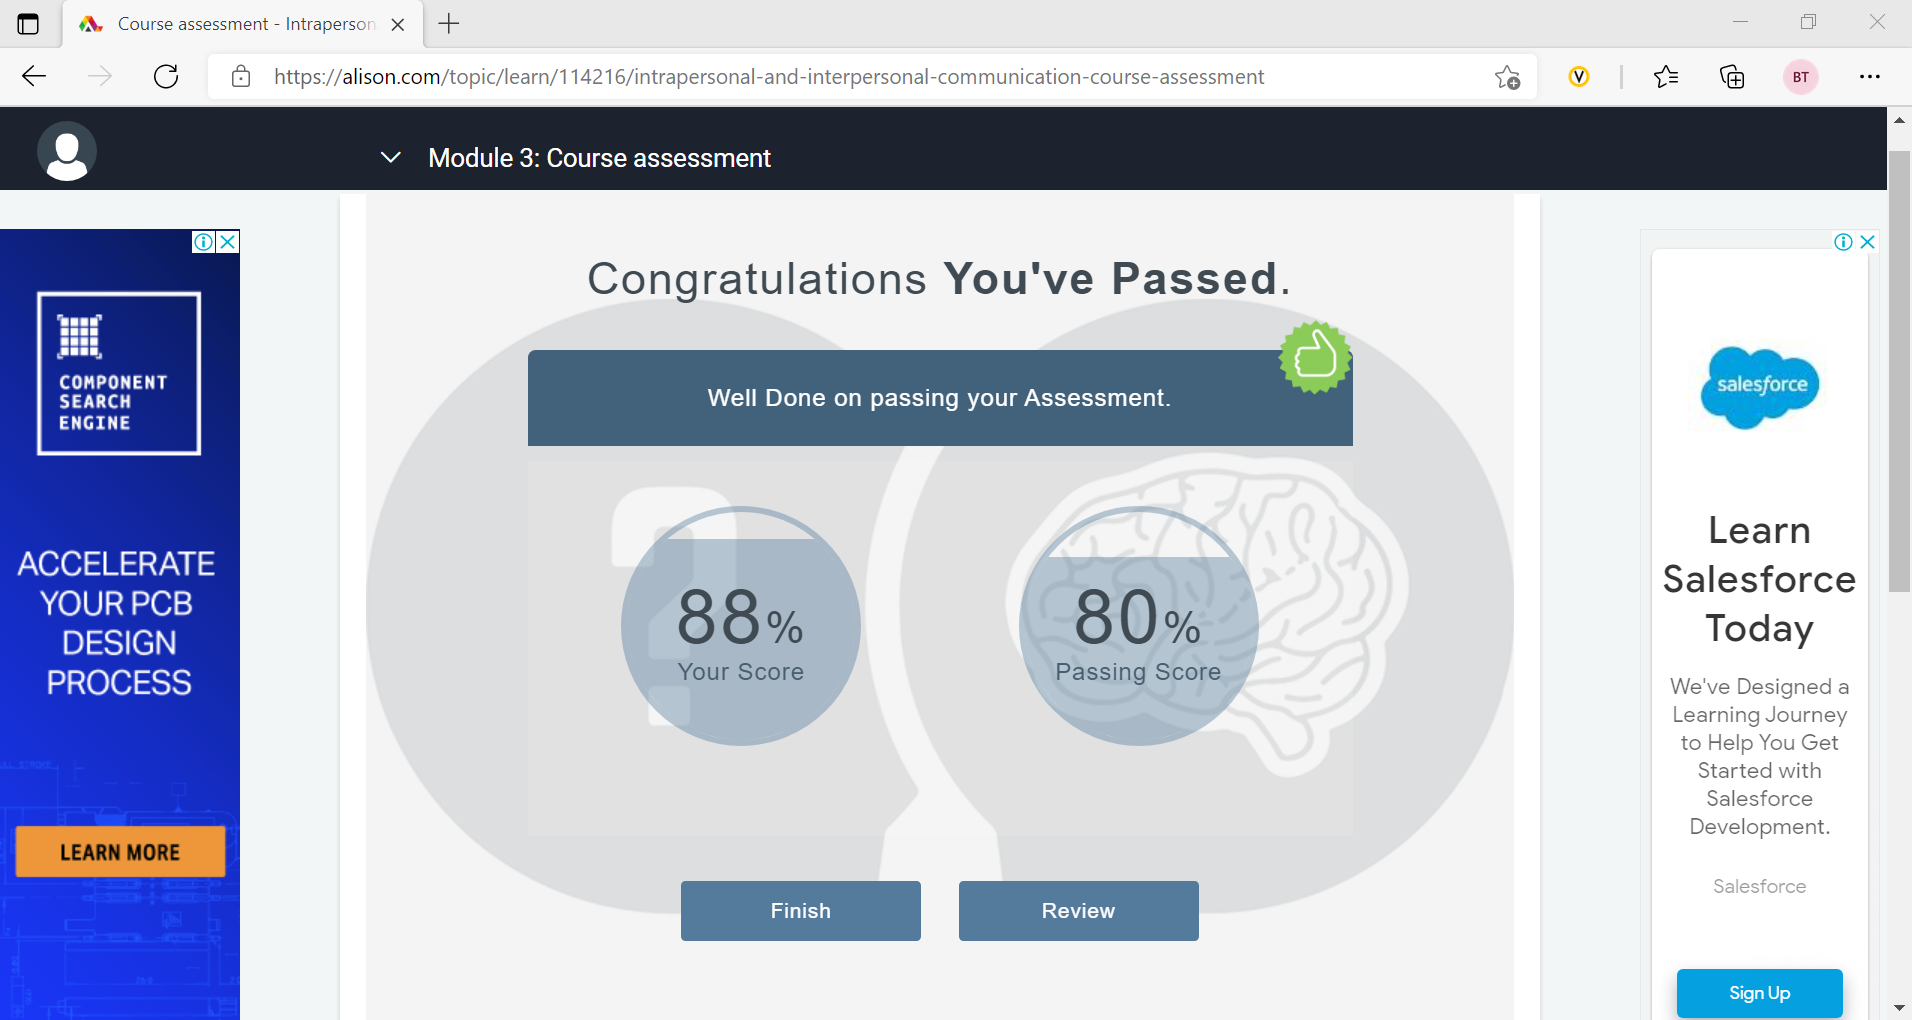 Course assessment - Intraperson
https://alison.com/topic/learn/114216/intrapersonal-and-interpersonal-communication-course-assessment
V
BT
Module 3: Course assessment
COMPONENT
SEARCH
ENGINE
ACCELERATE
YOUR PCB
DESIGN
PROCESS
LEARN MORE
Congratulations You've Passed.
Well Done on passing your Assessment.
88%
Your Score
80%
Passing Score
Finish
Review
salesforce
Learn
Salesforce
Today
We've Designed a
Learning Journey
to Help You Get
Started with
Salesforce
Development.
Salesforce
Sign Up